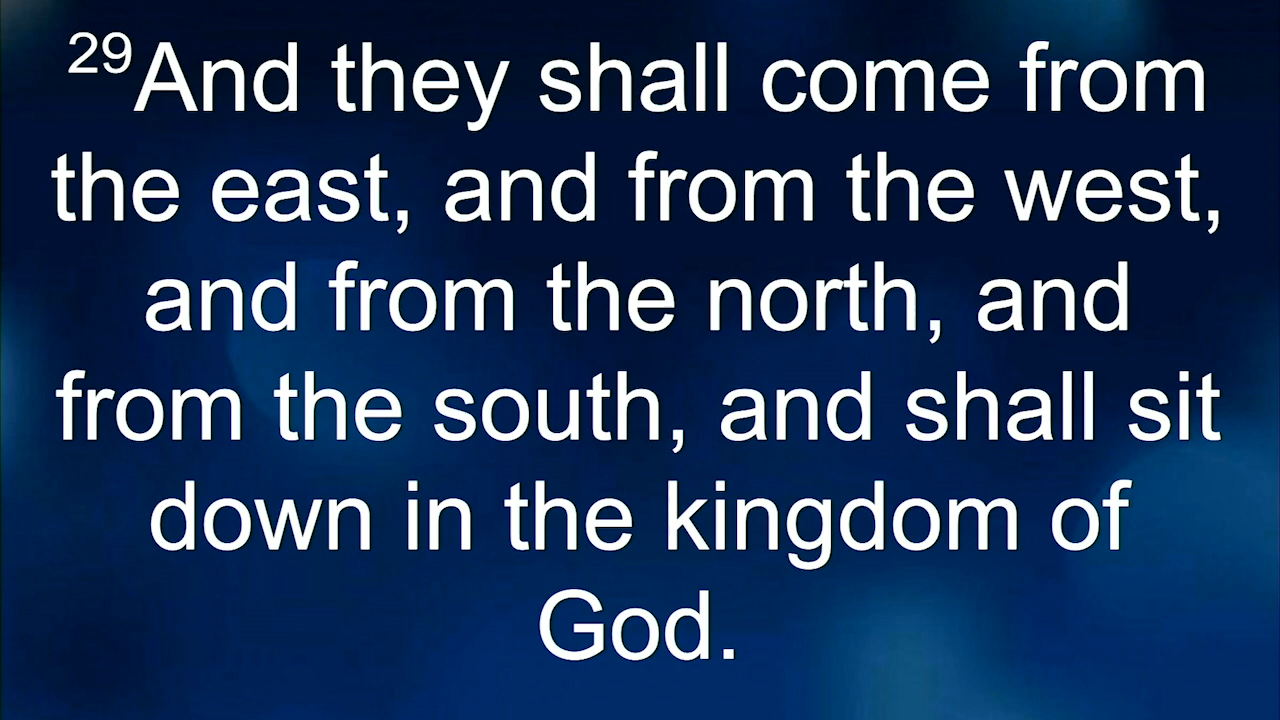 29And they shall come from
the east, and from the west,
and from the north, and
from the south, and shall sit
down in the kingdom of
God.